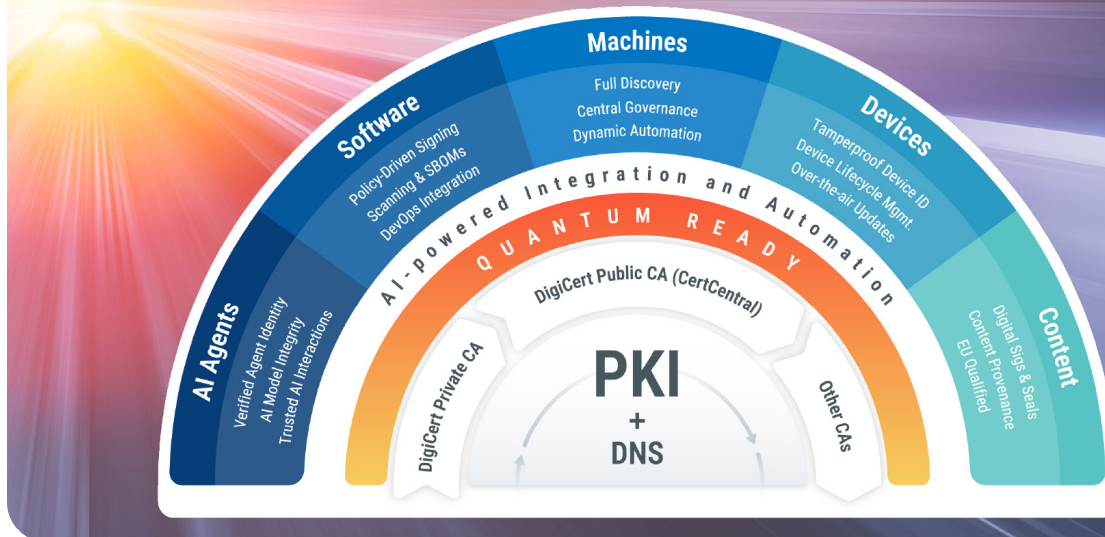 AI Agents
Verified Agent Identity
AI Model Integrity
Trusted AI Interactions
Software
Policy-Driven Signing
Scanning & SBOMs
DevOps Integration
Machines
Full Discovery
Central Governance
Dynamic Automation
Devices
Tamperproof Device ID
Device Lifecycle Mgmt.
Over-the-air Updates
Content
Digital Sigs & Seals
Content Provenance
EU Qualified
AI-powered Integration and Automation
QUANTUM READY
DigiCert Private CA
DigiCert Public CA (CertCentral)
Other CAs
PKI
+
DNS